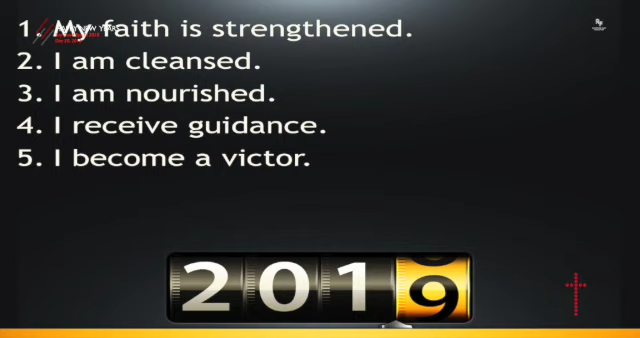 1. My faith is strengthened.
2. I am cleansed.
3. I am nourished.
4. I receive guidance.
5. I become a victor.
2019